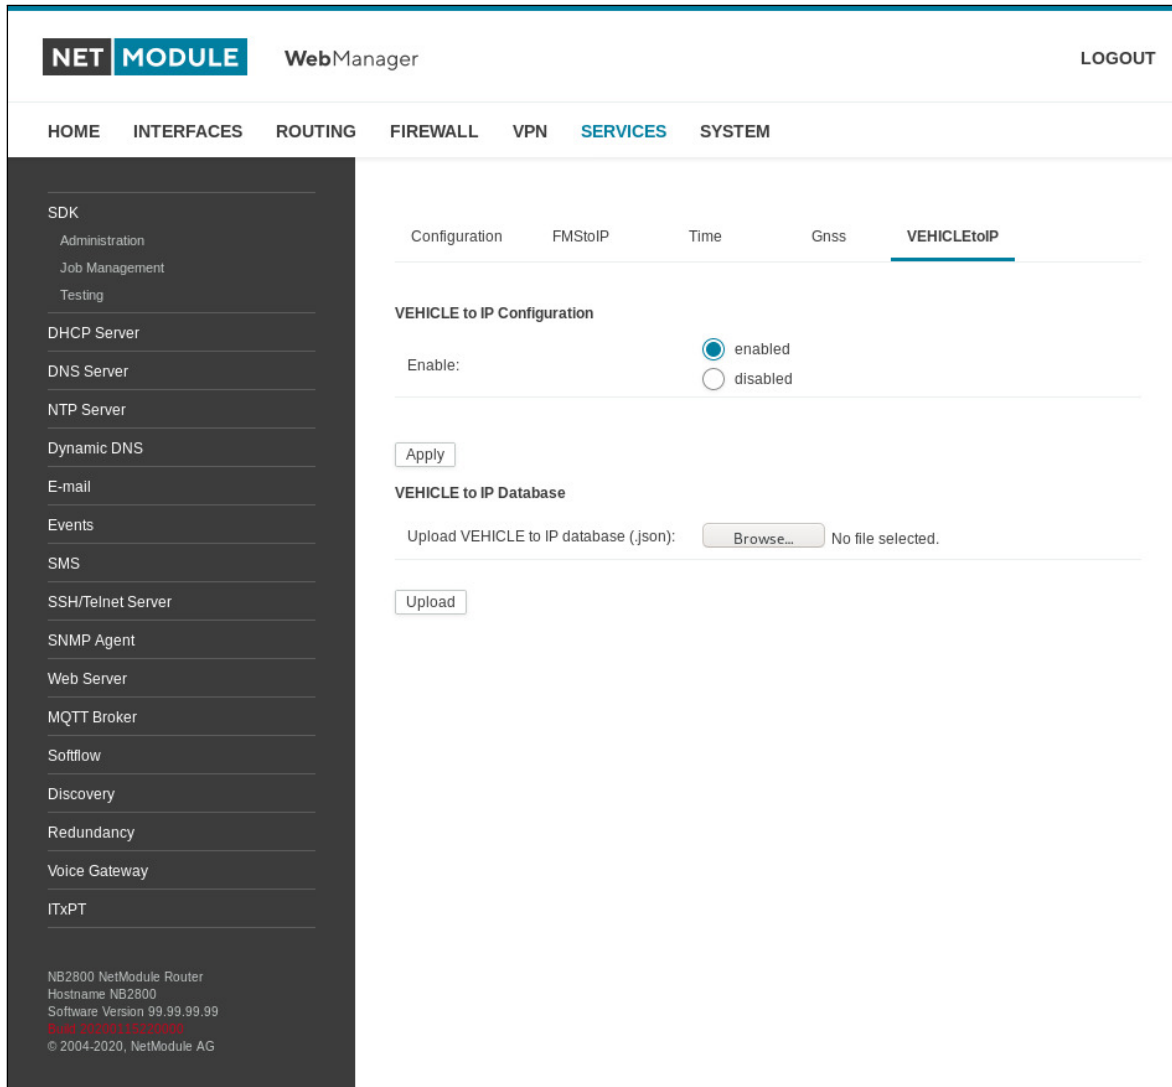 NET MODULE WebManager LOGOUT
HOME INTERFACES ROUTING FIREWALL VPN SERVICES SYSTEM
SDK
Administration
Job Management
Testing
DHCP Server
DNS Server
NTP Server
Dynamic DNS
E-mail
Events
SMS
SSH/Telnet Server
SNMP Agent
Web Server
MQTT Broker
Softflow
Discovery
Redundancy
Voice Gateway
ITxPT
NB2800 NetModule Router
Hostname NB2800
Software Version 99.99.99.99
Build
© 2004-2020, NetModule AG
Configuration FMStoIP Time Gnss VEHICLEtoIP
VEHICLE to IP Configuration
Enable:
enabled
disabled
Apply
VEHICLE to IP Database
Upload VEHICLE to IP database (.json): Browse... No file selected.
Upload